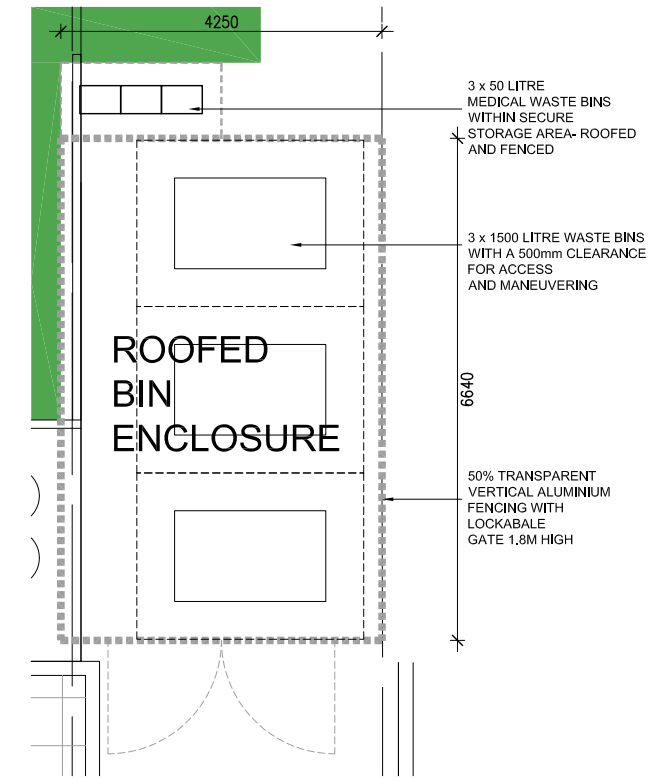 4250
3 x 50 LITRE
MEDICAL WASTE BINS
WITHIN SECURE
STORAGE AREA- ROOFED
AND FENCED
3 x 1500 LITRE WASTE BINS
WITH A 500mm CLEARANCE
FOR ACCESS
AND MANEUVERING
ROOFED
BIN
ENCLOSURE
6640
50% TRANSPARENT
VERTICAL ALUMINIUM
FENCING WITH
LOCKABALE
GATE 1.8M HIGH